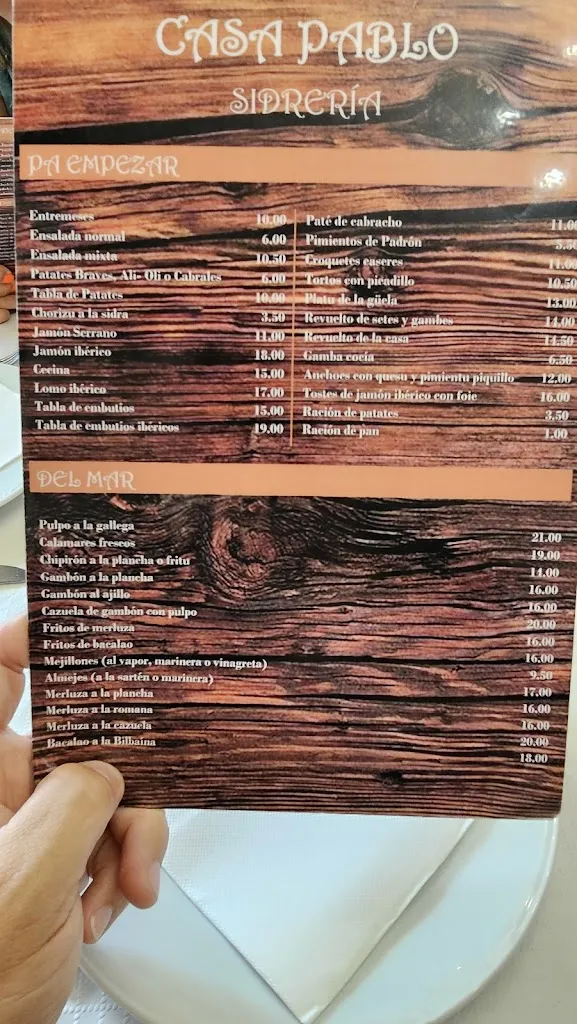 CASA PABLO
SIDRERÍA
PA EMPEZAR
Entremeses 10.00
Ensalada normal 6.00
Ensalada mixta 10.50
Patates Braves, Ali- Oli o Cabrales 6.00
Tabla de Patates 10.00
Chorizu a la sidra 3.50
Jamón Serrano 11.00
Jamón ibérico 18.00
Cecina 15.00
Lomo ibérico 17.00
Tabla de embutios 15.00
Tabla de embutios ibéricos 19.00
Paté de cabracho 11.00
Pimientos de Padrón
Croquetes caseres 11.00
Tortos con picadillo 10.50
Platu de la güela 13.00
Revuelto de setes y gambes 14.00
Revuelto de la casa 14.50
Gamba cocía 6.50
Anchoes con quesu y pimientu piquillo 12.00
Tostes de jamón ibérico con foie 16.00
Ración de patates 3.50
Ración de pan 1.00
DEL MAR
Pulpo a la gallega 21.00
Calamares frescos 19.00
Chipirón a la plancha o fritu 14.00
Gambón a la plancha 16.00
Gambón al ajillo 16.00
Cazuela de gambón con pulpo 20.00
Fritos de merluza 16.00
Fritos de bacalao 16.00
Mejillones (al vapor, marinera o vinagreta) 9.50
Almejes (a la sartén o marinera) 17.00
Merluza a la plancha 16.00
Merluza a la romana 16.00
Merluza a la cazuela 20.00
Bacalao a la Bilbaína 18.00